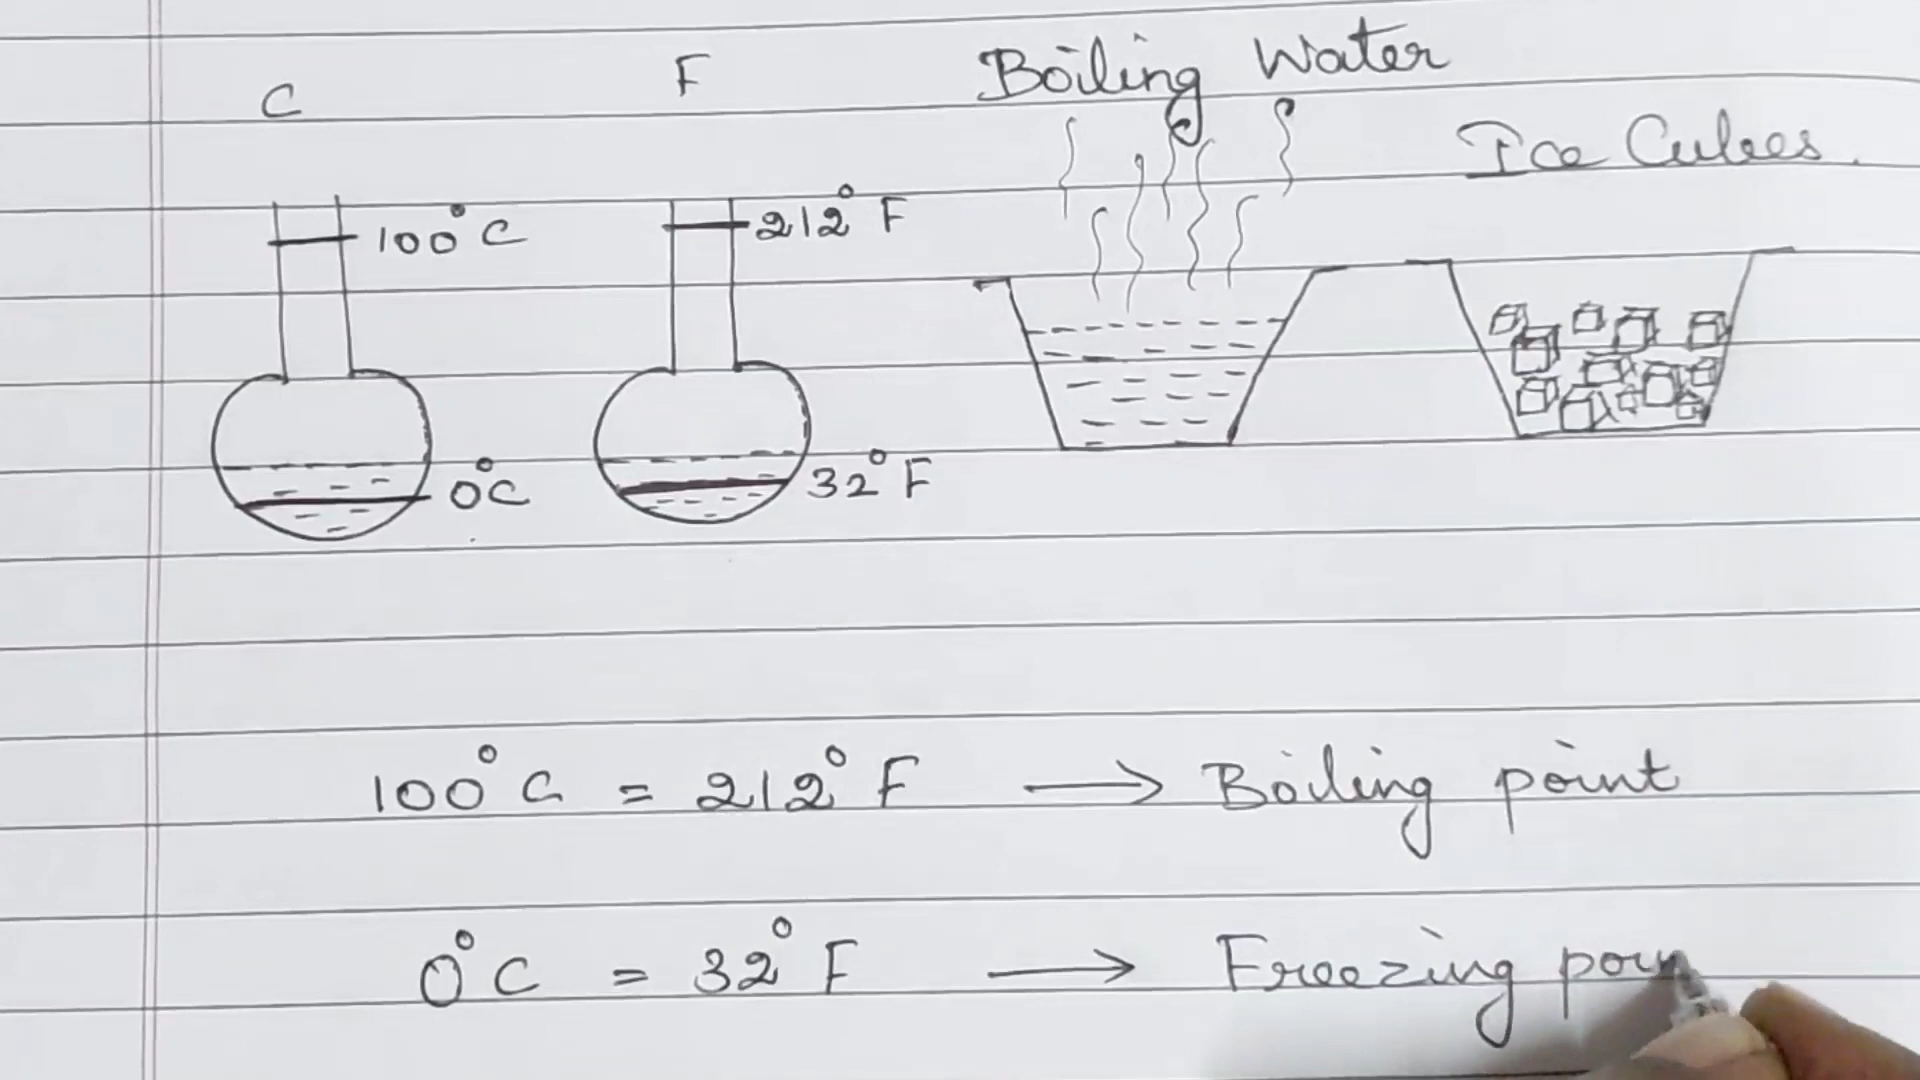 C F Boiling Water
Ice Cubes.
100°C 212°F
0°C 32°F
100°C = 212°F → Boiling point
0°C = 32°F → Freezing